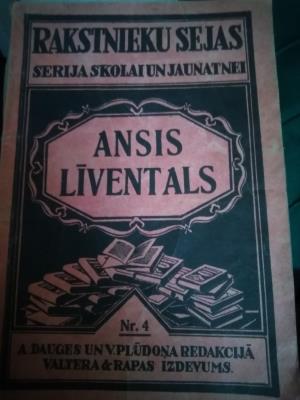 RAKSTNIEKU SEJAS
SERIJA SKOLAI UN JAUNATNEI
ANSIS
LĪVENTALS
Nr. 4
A. DAUGES UN V. PLŪDOŅA REDAKCIJĀ
VALTERA & RAPAS IZDEVUMS.